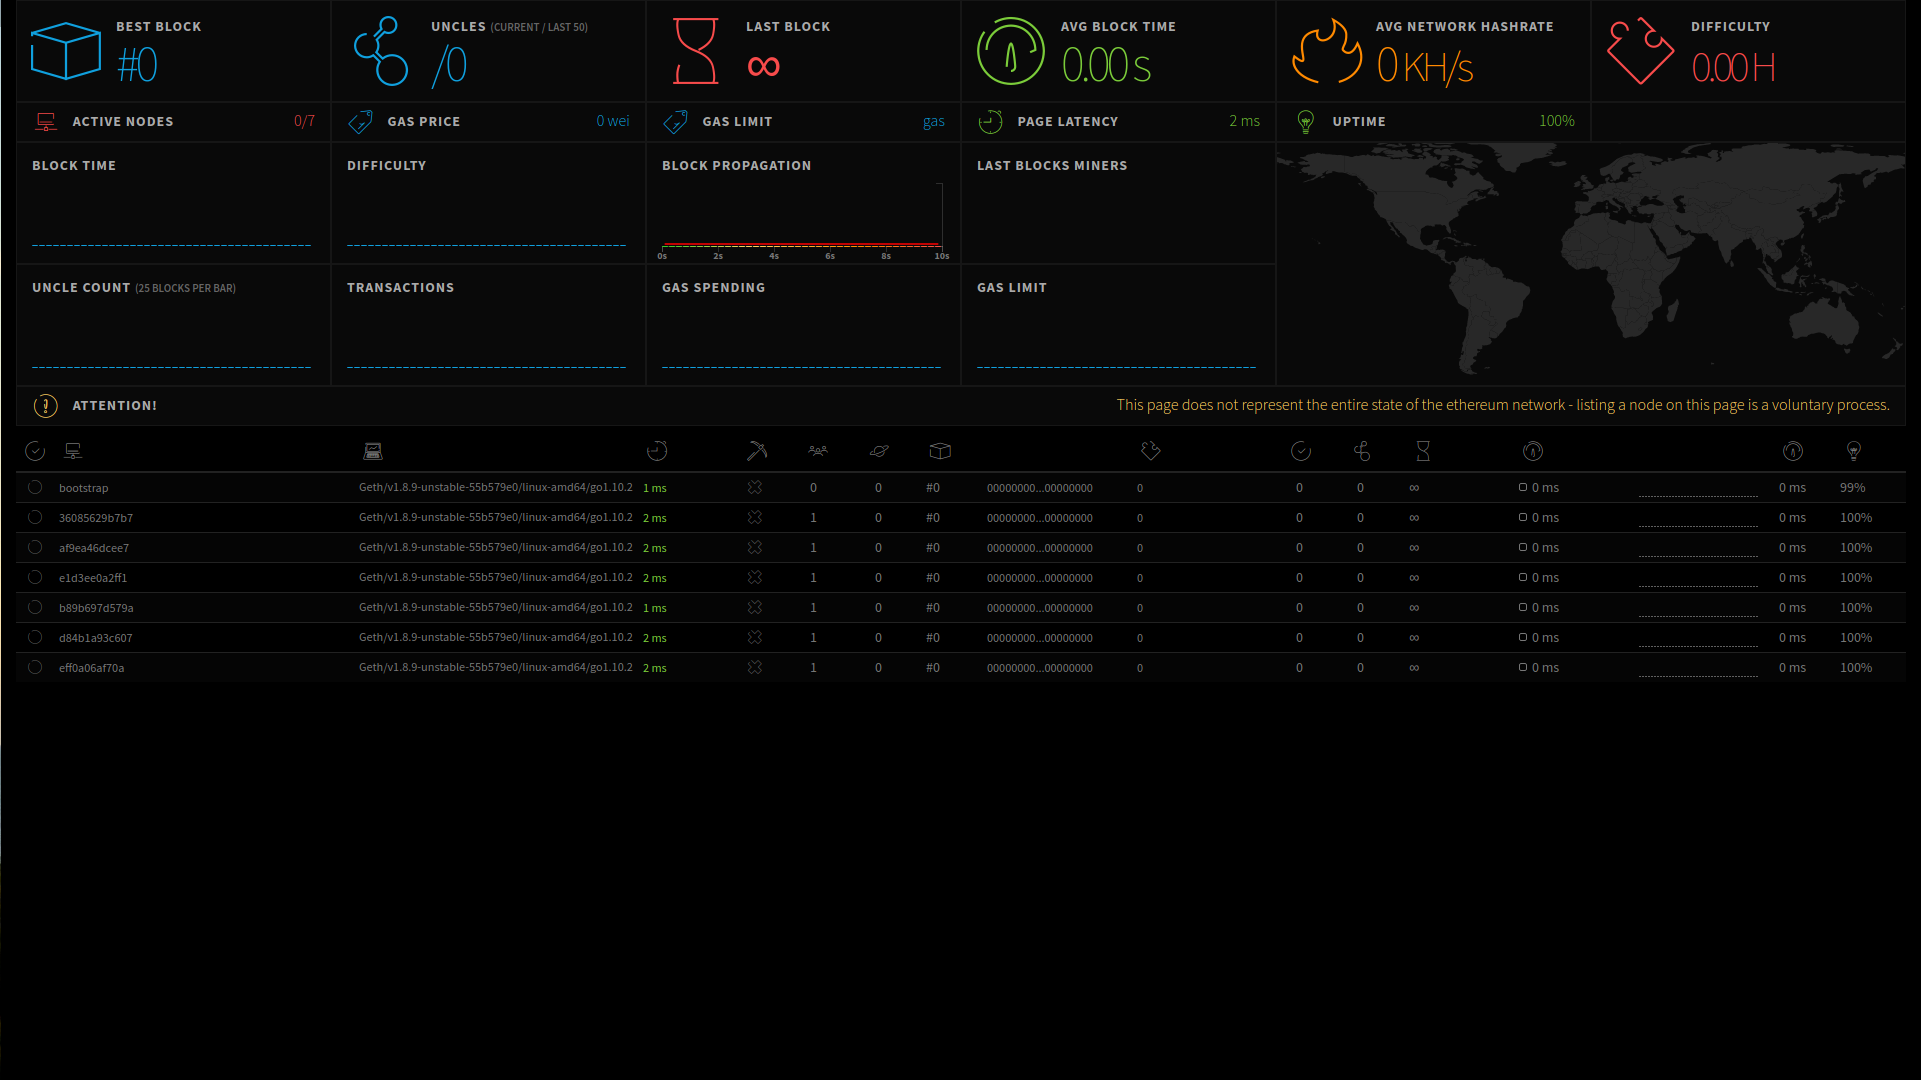 BEST BLOCK
#0
UNCLES (CURRENT / LAST 50)
/0
LAST BLOCK
∞
AVG BLOCK TIME
0.00 s
AVG NETWORK HASHRATE
0 KH/s
DIFFICULTY
0.00 H
ACTIVE NODES 0/7
GAS PRICE 0 wei
GAS LIMIT gas
PAGE LATENCY 2 ms
UPTIME 100%
BLOCK TIME
DIFFICULTY
BLOCK PROPAGATION
0s 2s 4s 6s 8s 10s
LAST BLOCKS MINERS
UNCLE COUNT (25 BLOCKS PER BAR)
TRANSACTIONS
GAS SPENDING
GAS LIMIT
ATTENTION! This page does not represent the entire state of the ethereum network - listing a node on this page is a voluntary process.
bootstrap Geth/v1.8.9-unstable-55b579e0/linux-amd64/go1.10.2 1 ms 0 0 #0 00000000...00000000 0 0 0 ∞ 0 ms 0 ms 99%
36085629b7b7 Geth/v1.8.9-unstable-55b579e0/linux-amd64/go1.10.2 2 ms 1 0 #0 00000000...00000000 0 0 0 ∞ 0 ms 0 ms 100%
af9ea46dcee7 Geth/v1.8.9-unstable-55b579e0/linux-amd64/go1.10.2 2 ms 1 0 #0 00000000...00000000 0 0 0 ∞ 0 ms 0 ms 100%
e1d3ee0a2ff1 Geth/v1.8.9-unstable-55b579e0/linux-amd64/go1.10.2 2 ms 1 0 #0 00000000...00000000 0 0 0 ∞ 0 ms 0 ms 100%
b89b697d579a Geth/v1.8.9-unstable-55b579e0/linux-amd64/go1.10.2 1 ms 1 0 #0 00000000...00000000 0 0 0 ∞ 0 ms 0 ms 100%
d84b1a93c607 Geth/v1.8.9-unstable-55b579e0/linux-amd64/go1.10.2 2 ms 1 0 #0 00000000...00000000 0 0 0 ∞ 0 ms 0 ms 100%
eff0a06af70a Geth/v1.8.9-unstable-55b579e0/linux-amd64/go1.10.2 2 ms 1 0 #0 00000000...00000000 0 0 0 ∞ 0 ms 0 ms 100%